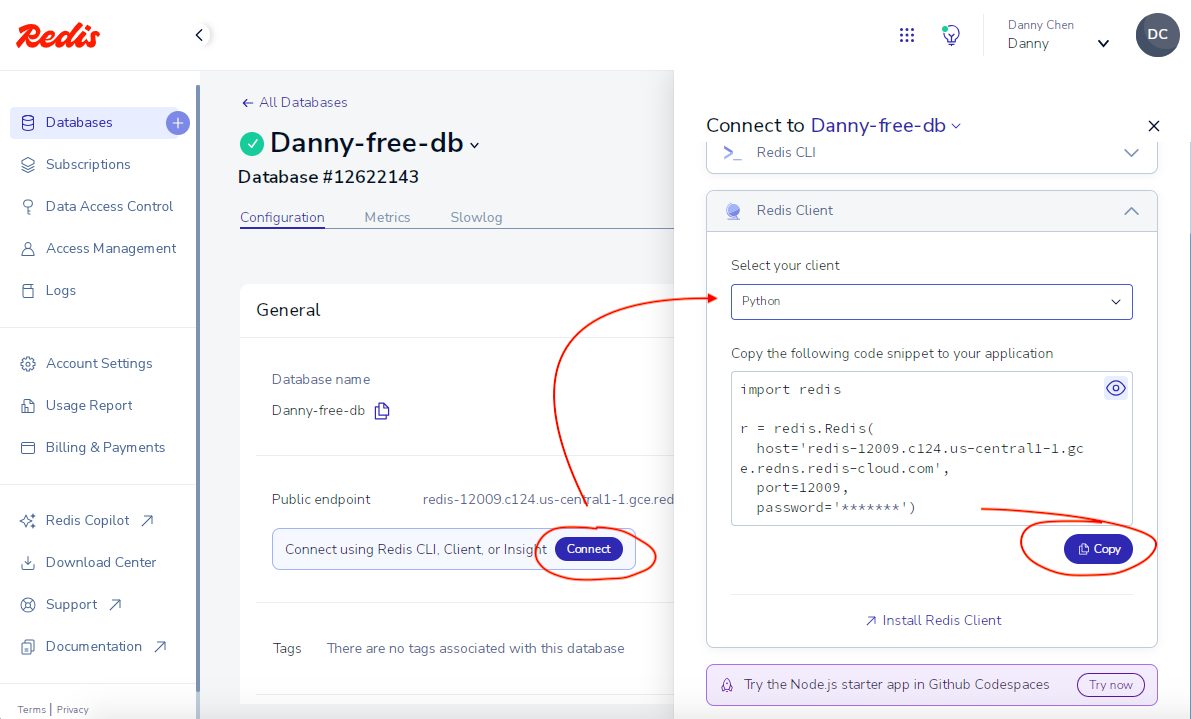 Redis
Danny Chen
Danny
DC
Databases
Subscriptions
Data Access Control
Access Management
Logs
Account Settings
Usage Report
Billing & Payments
Redis Copilot
Download Center
Support
Documentation
Terms | Privacy
All Databases
Danny-free-db
Database #12622143
Configuration Metrics Slowlog
General
Database name
Danny-free-db
Public endpoint redis-12009.c124.us-central1-1.gce.red
Connect using Redis CLI, Client, or Insight Connect
Tags There are no tags associated with this database
Connect to Danny-free-db
Redis CLI
Redis Client
Select your client
Python
Copy the following code snippet to your application
import redis
r = redis.Redis(
host='redis-12009.c124.us-central1-1.gc
e.redns.redis-cloud.com',
port=12009,
password='*******')
Copy
Install Redis Client
Try the Node.js starter app in Github Codespaces Try now